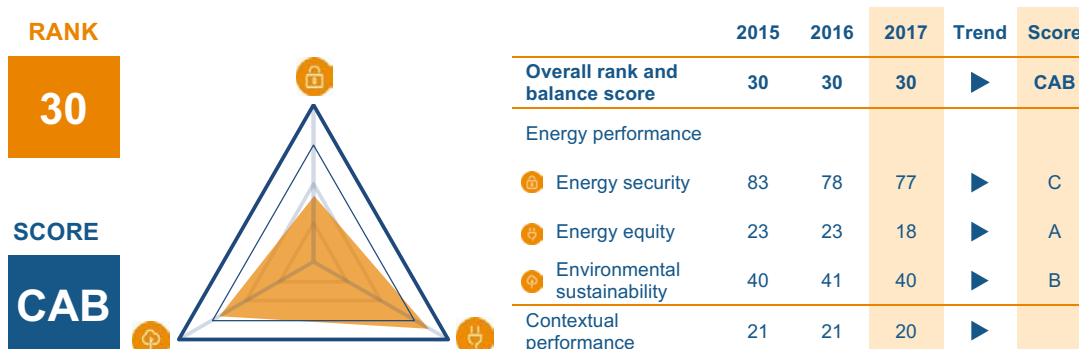 RANK
30
SCORE
CAB
2015 2016 2017 Trend Score
Overall rank and
balance score 30 30 30 CAB
Energy performance
Energy security 83 78 77 C
Energy equity 23 23 18 A
Environmental
sustainability 40 41 40 B
Contextual
performance 21 21 20